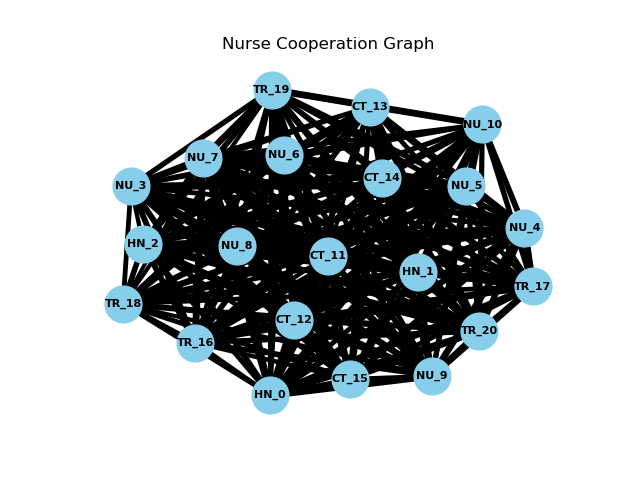 Nurse Cooperation Graph
TR_19
CT_13
NU_10
NU_7
NU_6
CT_14
NU_5
NU_3
NU_4
HN_2
NU_8
CT_11
HN_1
TR_17
TR_18
CT_12
TR_20
TR_16
CT_15
NU_9
HN_0